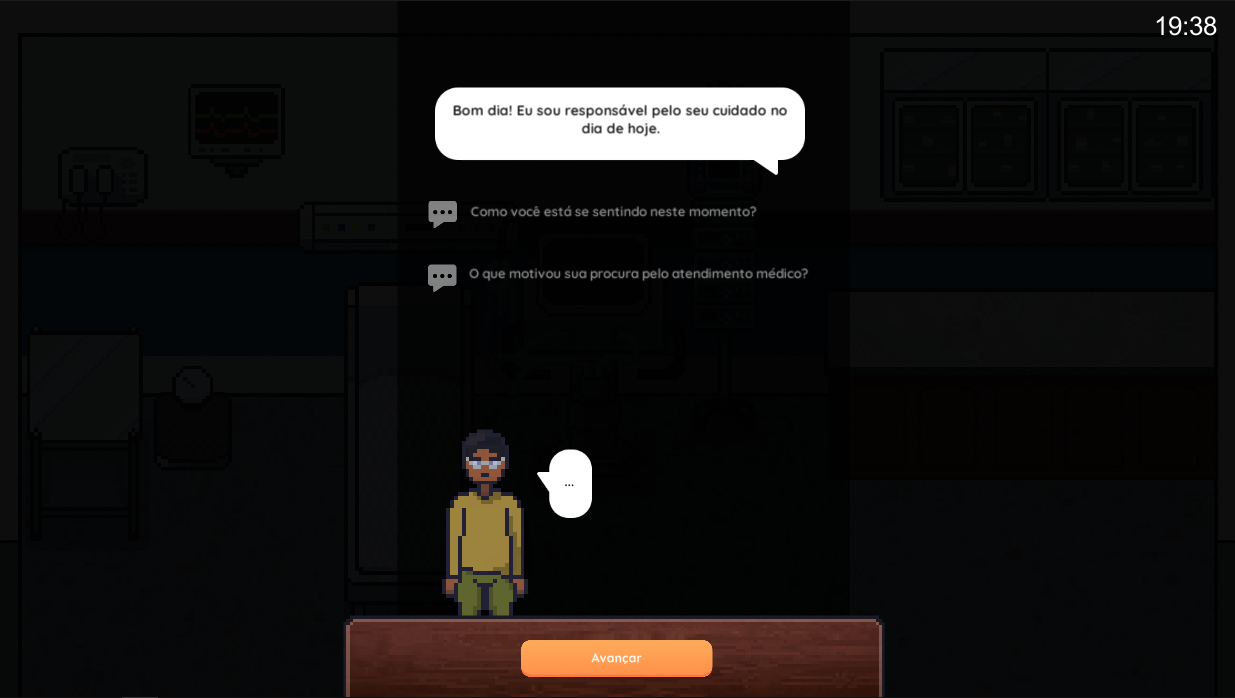 19:38
Bom dia! Eu sou responsável pelo seu cuidado no
dia de hoje.
Como você está se sentindo neste momento?
O que motivou sua procura pelo atendimento médico?
...
Avançar